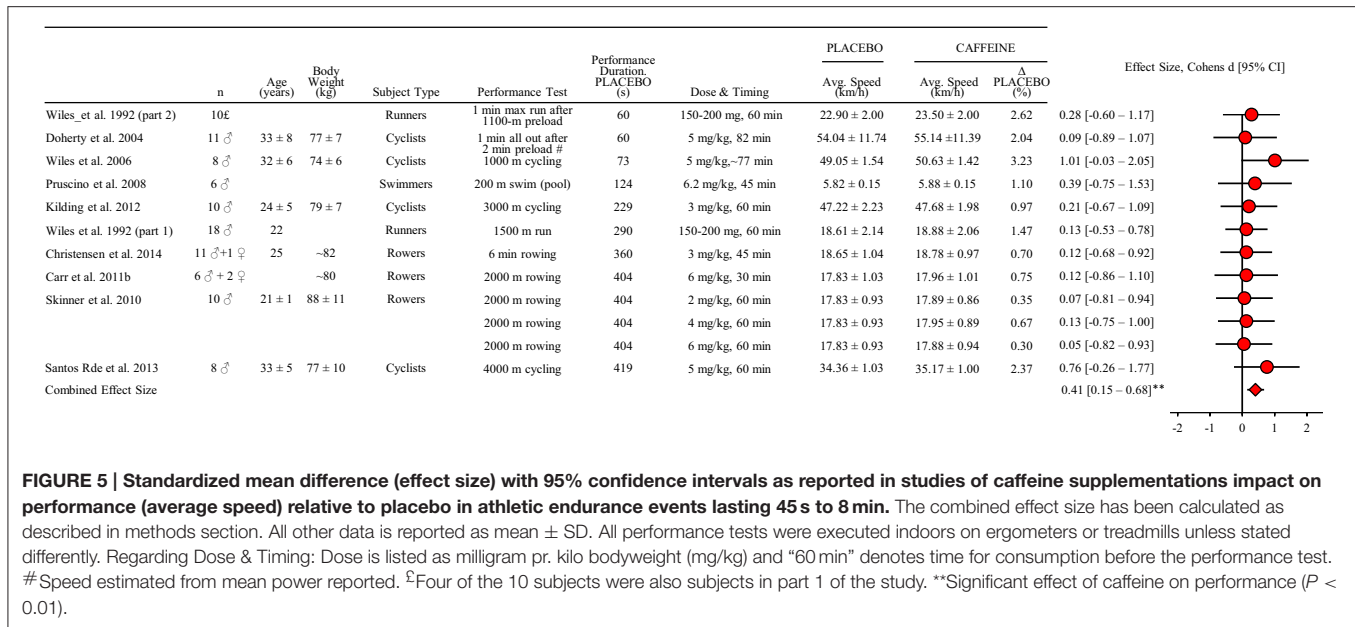 PLACEBO CAFFEINE
Performance Duration. PLACEBO (s)
Effect Size, Cohens d [95% CI]
n Age (years) Body Weight (kg) Subject Type Performance Test Dose & Timing Avg. Speed (km/h) Avg. Speed (km/h) Δ PLACEBO (%)
Wiles_et al. 1992 (part 2) 10£ Runners 1 min max run after 1100-m preload 60 150-200 mg, 60 min 22.90 ± 2.00 23.50 ± 2.00 2.62 0.28 [-0.60 – 1.17]
Doherty et al. 2004 11 ♂ 33 ± 8 77 ± 7 Cyclists 1 min all out after 2 min preload # 60 5 mg/kg, 82 min 54.04 ± 11.74 55.14 ±11.39 2.04 0.09 [-0.89 – 1.07]
Wiles et al. 2006 8 ♂ 32 ± 6 74 ± 6 Cyclists 1000 m cycling 73 5 mg/kg,~77 min 49.05 ± 1.54 50.63 ± 1.42 3.23 1.01 [-0.03 – 2.05]
Pruscino et al. 2008 6 ♂ Swimmers 200 m swim (pool) 124 6.2 mg/kg, 45 min 5.82 ± 0.15 5.88 ± 0.15 1.10 0.39 [-0.75 – 1.53]
Kilding et al. 2012 10 ♂ 24 ± 5 79 ± 7 Cyclists 3000 m cycling 229 3 mg/kg, 60 min 47.22 ± 2.23 47.68 ± 1.98 0.97 0.21 [-0.67 – 1.09]
Wiles et al. 1992 (part 1) 18 ♂ 22 Runners 1500 m run 290 150-200 mg, 60 min 18.61 ± 2.14 18.88 ± 2.06 1.47 0.13 [-0.53 – 0.78]
Christensen et al. 2014 11 ♂+1 ♀ 25 ~82 Rowers 6 min rowing 360 3 mg/kg, 45 min 18.65 ± 1.04 18.78 ± 0.97 0.70 0.12 [-0.68 – 0.92]
Carr et al. 2011b 6 ♂ + 2 ♀ ~80 Rowers 2000 m rowing 404 6 mg/kg, 30 min 17.83 ± 1.03 17.96 ± 1.01 0.75 0.12 [-0.86 – 1.10]
Skinner et al. 2010 10 ♂ 21 ± 1 88 ± 11 Rowers 2000 m rowing 404 2 mg/kg, 60 min 17.83 ± 0.93 17.89 ± 0.86 0.35 0.07 [-0.81 – 0.94]
2000 m rowing 404 4 mg/kg, 60 min 17.83 ± 0.93 17.95 ± 0.89 0.67 0.13 [-0.75 – 1.00]
2000 m rowing 404 6 mg/kg, 60 min 17.83 ± 0.93 17.88 ± 0.94 0.30 0.05 [-0.82 – 0.93]
Santos Rde et al. 2013 8 ♂ 33 ± 5 77 ± 10 Cyclists 4000 m cycling 419 5 mg/kg, 60 min 34.36 ± 1.03 35.17 ± 1.00 2.37 0.76 [-0.26 – 1.77]
Combined Effect Size 0.41 [0.15 – 0.68]**
-2 -1 0 1 2
FIGURE 5 | Standardized mean difference (effect size) with 95% confidence intervals as reported in studies of caffeine supplementations impact on
performance (average speed) relative to placebo in athletic endurance events lasting 45 s to 8 min. The combined effect size has been calculated as
described in methods section. All other data is reported as mean ± SD. All performance tests were executed indoors on ergometers or treadmills unless stated
differently. Regarding Dose & Timing: Dose is listed as milligram pr. kilo bodyweight (mg/kg) and "60 min" denotes time for consumption before the performance test.
#Speed estimated from mean power reported. £Four of the 10 subjects were also subjects in part 1 of the study. **Significant effect of caffeine on performance (P <
0.01).